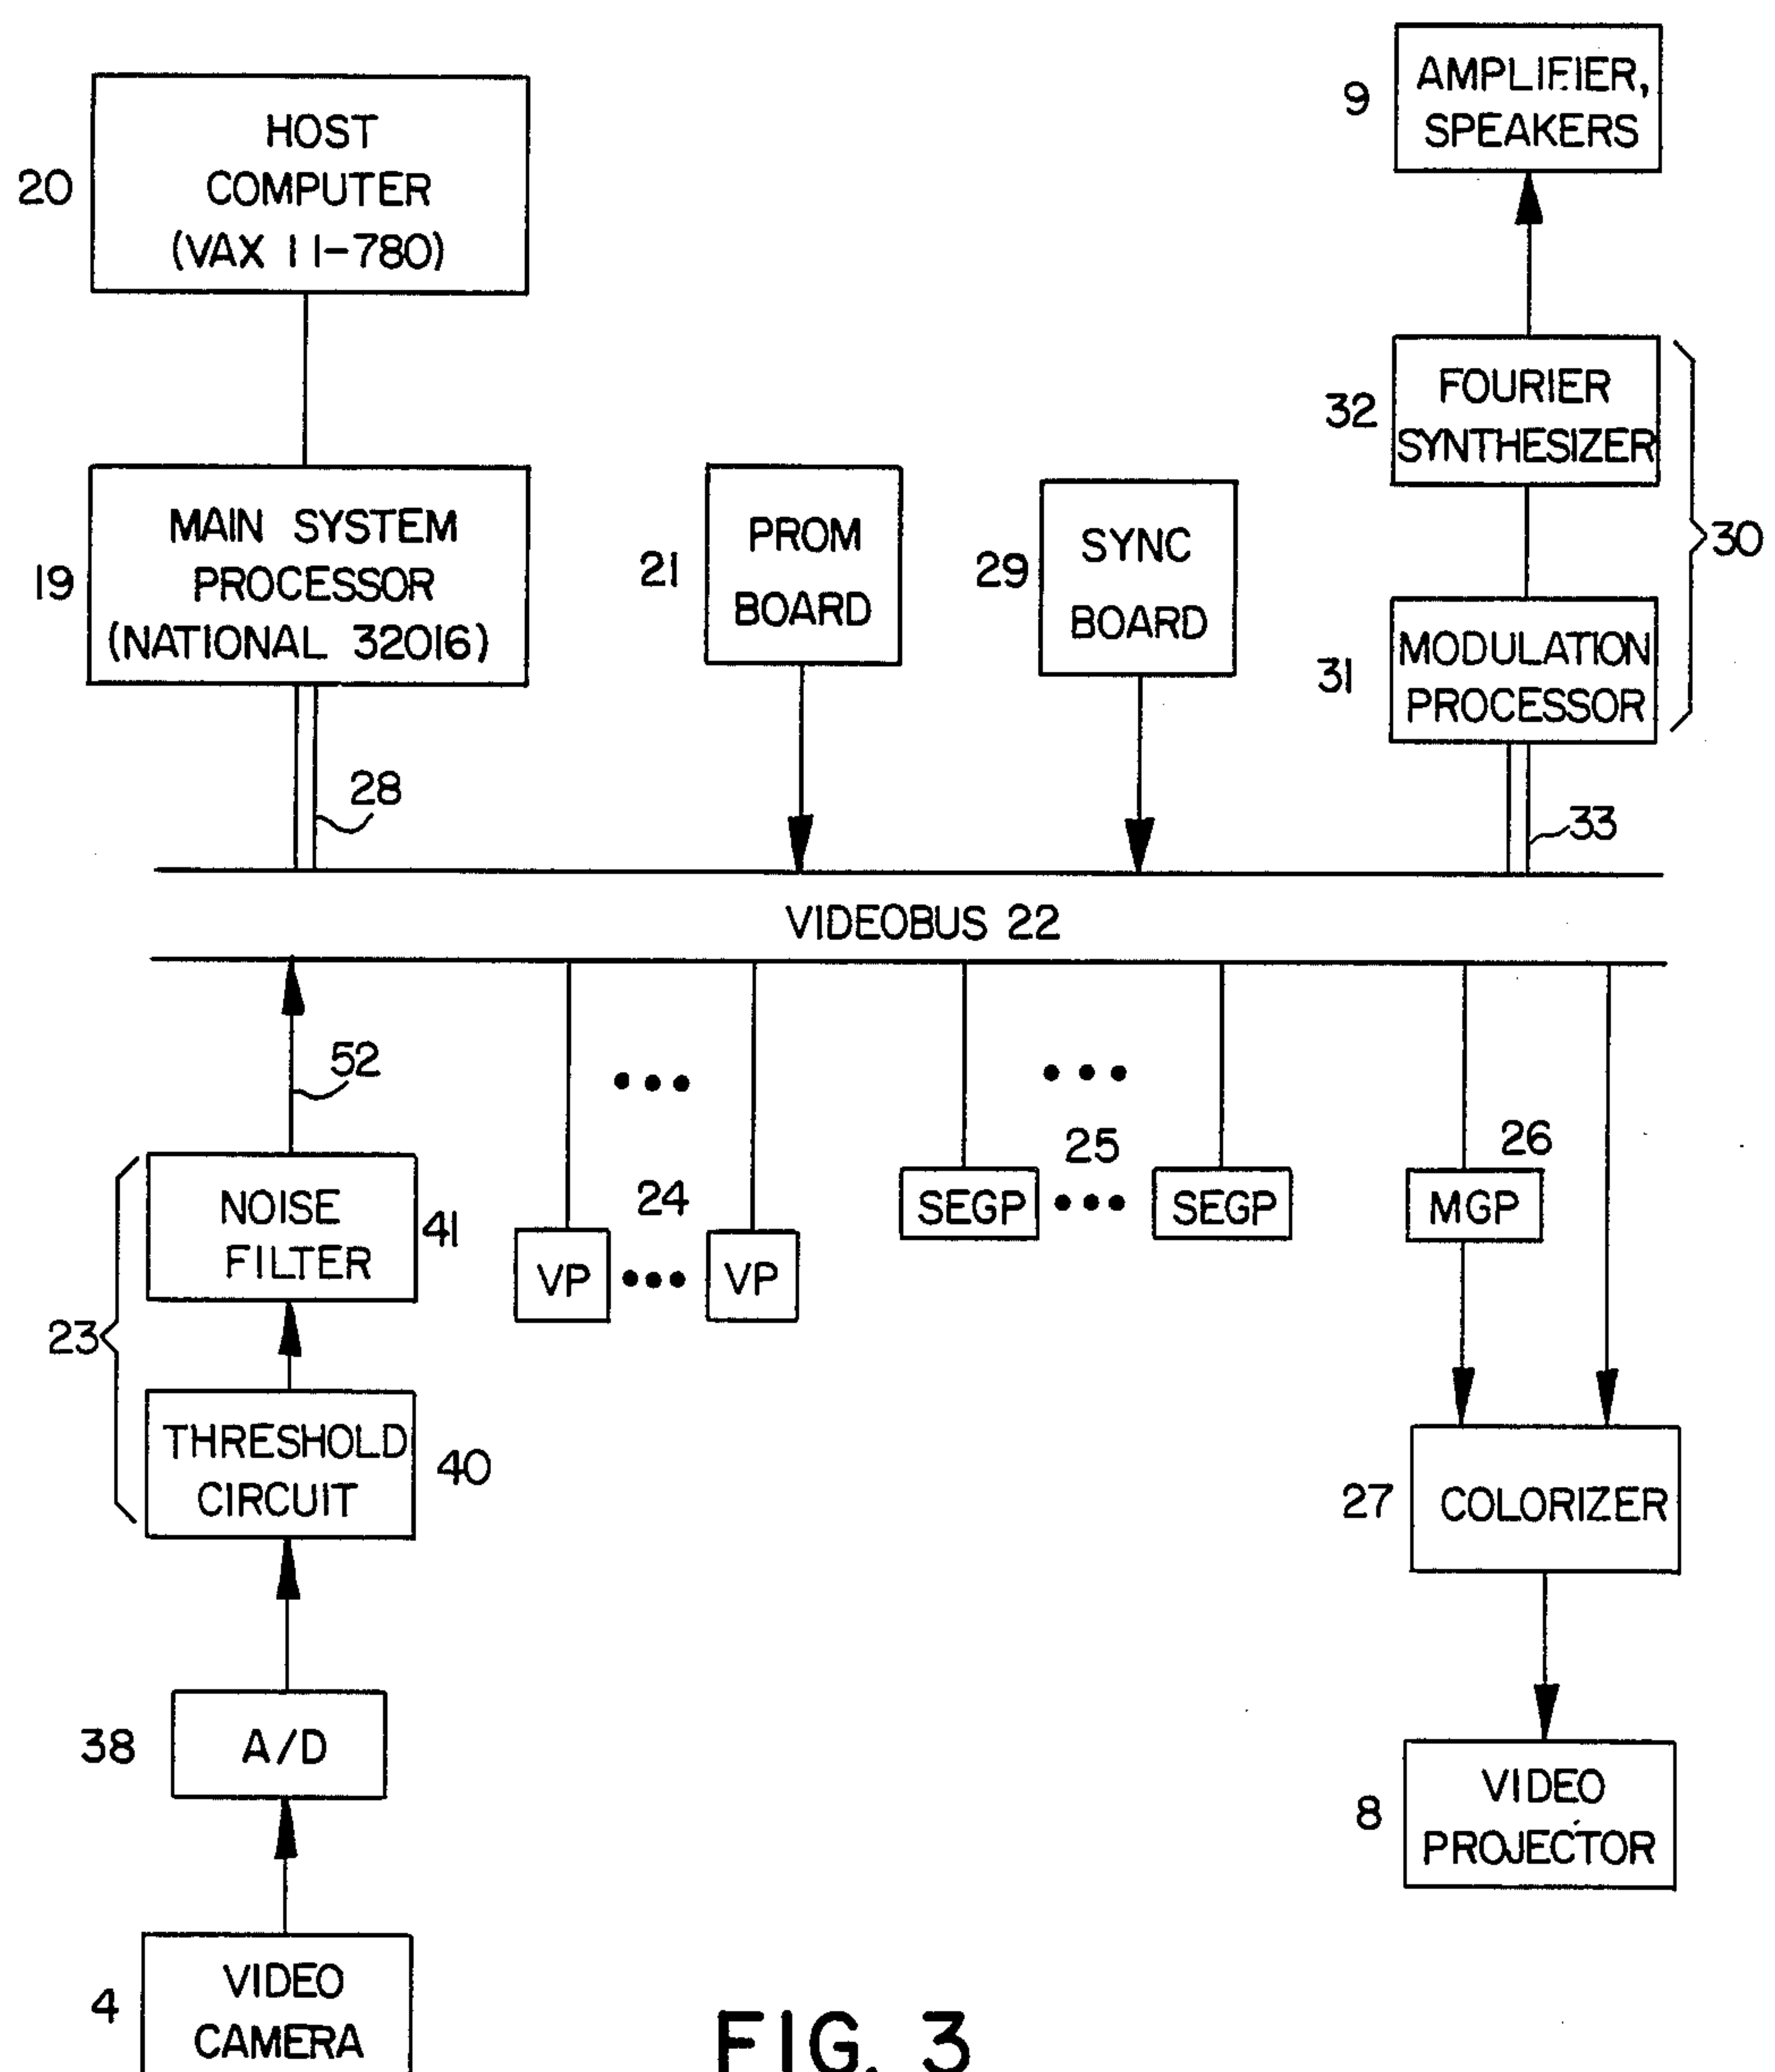 HOST
COMPUTER
(VAX 11-780)
20
AMPLIFIER,
SPEAKERS
9
FOURIER
SYNTHESIZER
32
30
MAIN SYSTEM
PROCESSOR
(NATIONAL 32016)
19
PROM
BOARD
21
SYNC
BOARD
29
MODULATION
PROCESSOR
31
28
33
VIDEOBUS 22
52
NOISE
FILTER
41
23
24
VP ••• VP
•••
•••
25
SEGP ••• SEGP
26
MGP
THRESHOLD
CIRCUIT
40
27
COLORIZER
38
A/D
8
VIDEO
PROJECTOR
4
VIDEO
CAMERA
FIG. 3